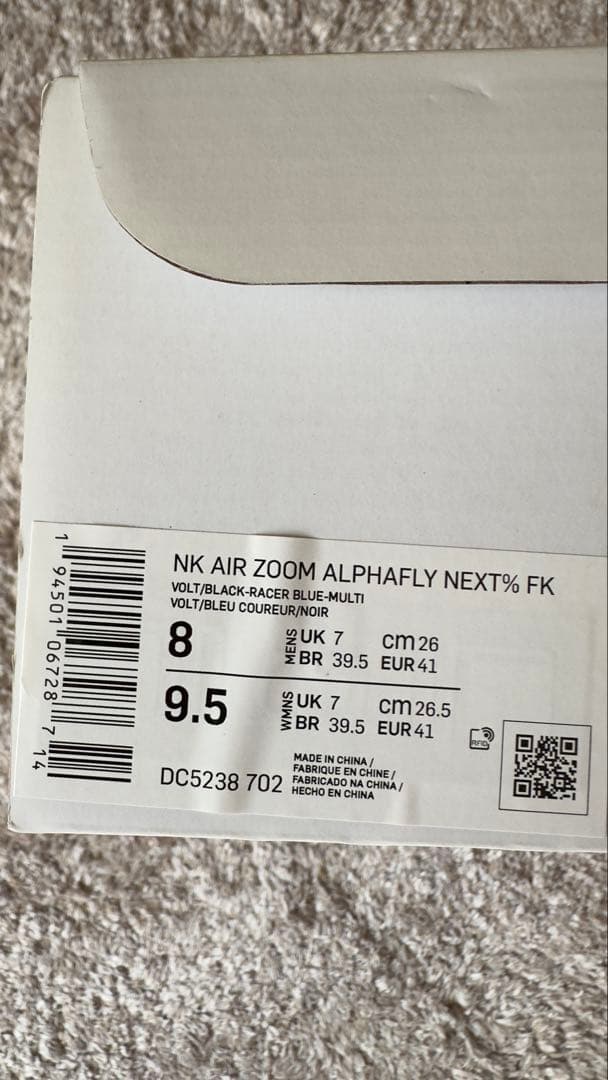 NK AIR ZOOM ALPHAFLY NEXT% FK
VOLT/BLACK-RACER BLUE-MULTI
VOLT/BLEU COUREUR/NOIR
8 MENS UK 7 cm 26
BR 39.5 EUR 41
9.5 WMNS UK 7 cm 26.5
BR 39.5 EUR 41
DC5238 702
MADE IN CHINA /
FABRIQUE EN CHINE /
FABRICADO NA CHINA /
HECHO EN CHINA
RFID
1 94501 06728 7 14